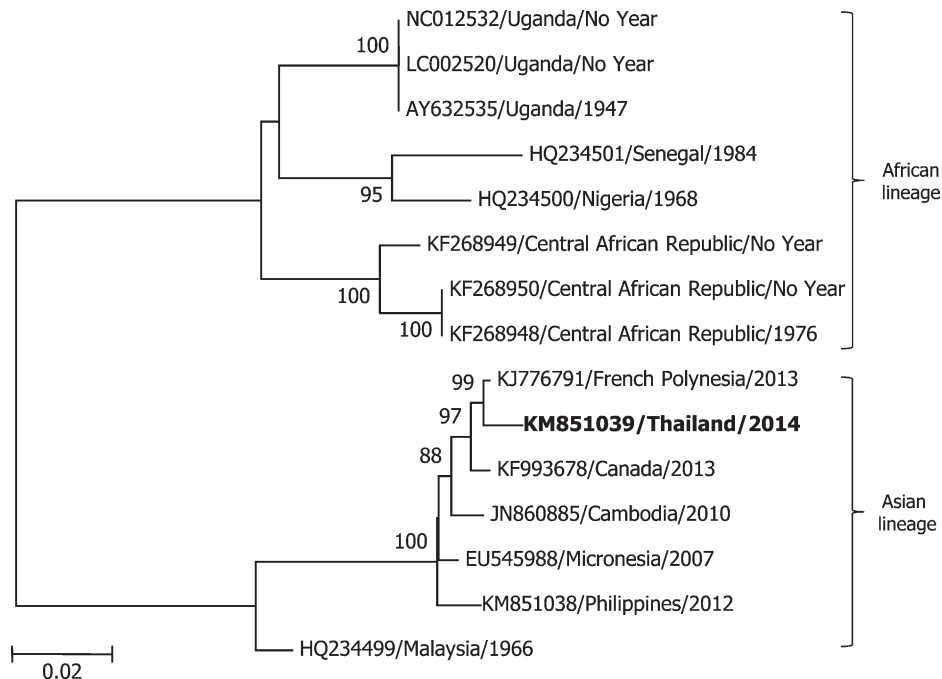 NC012532/Uganda/No Year
100
LC002520/Uganda/No Year
AY632535/Uganda/1947
HQ234501/Senegal/1984
95
HQ234500/Nigeria/1968
African
lineage
KF268949/Central African Republic/No Year
100
KF268950/Central African Republic/No Year
100
KF268948/Central African Republic/1976
99
KJ776791/French Polynesia/2013
97
KM851039/Thailand/2014
88
KF993678/Canada/2013
JN860885/Cambodia/2010
Asian
lineage
100
EU545988/Micronesia/2007
KM851038/Philippines/2012
HQ234499/Malaysia/1966
0.02